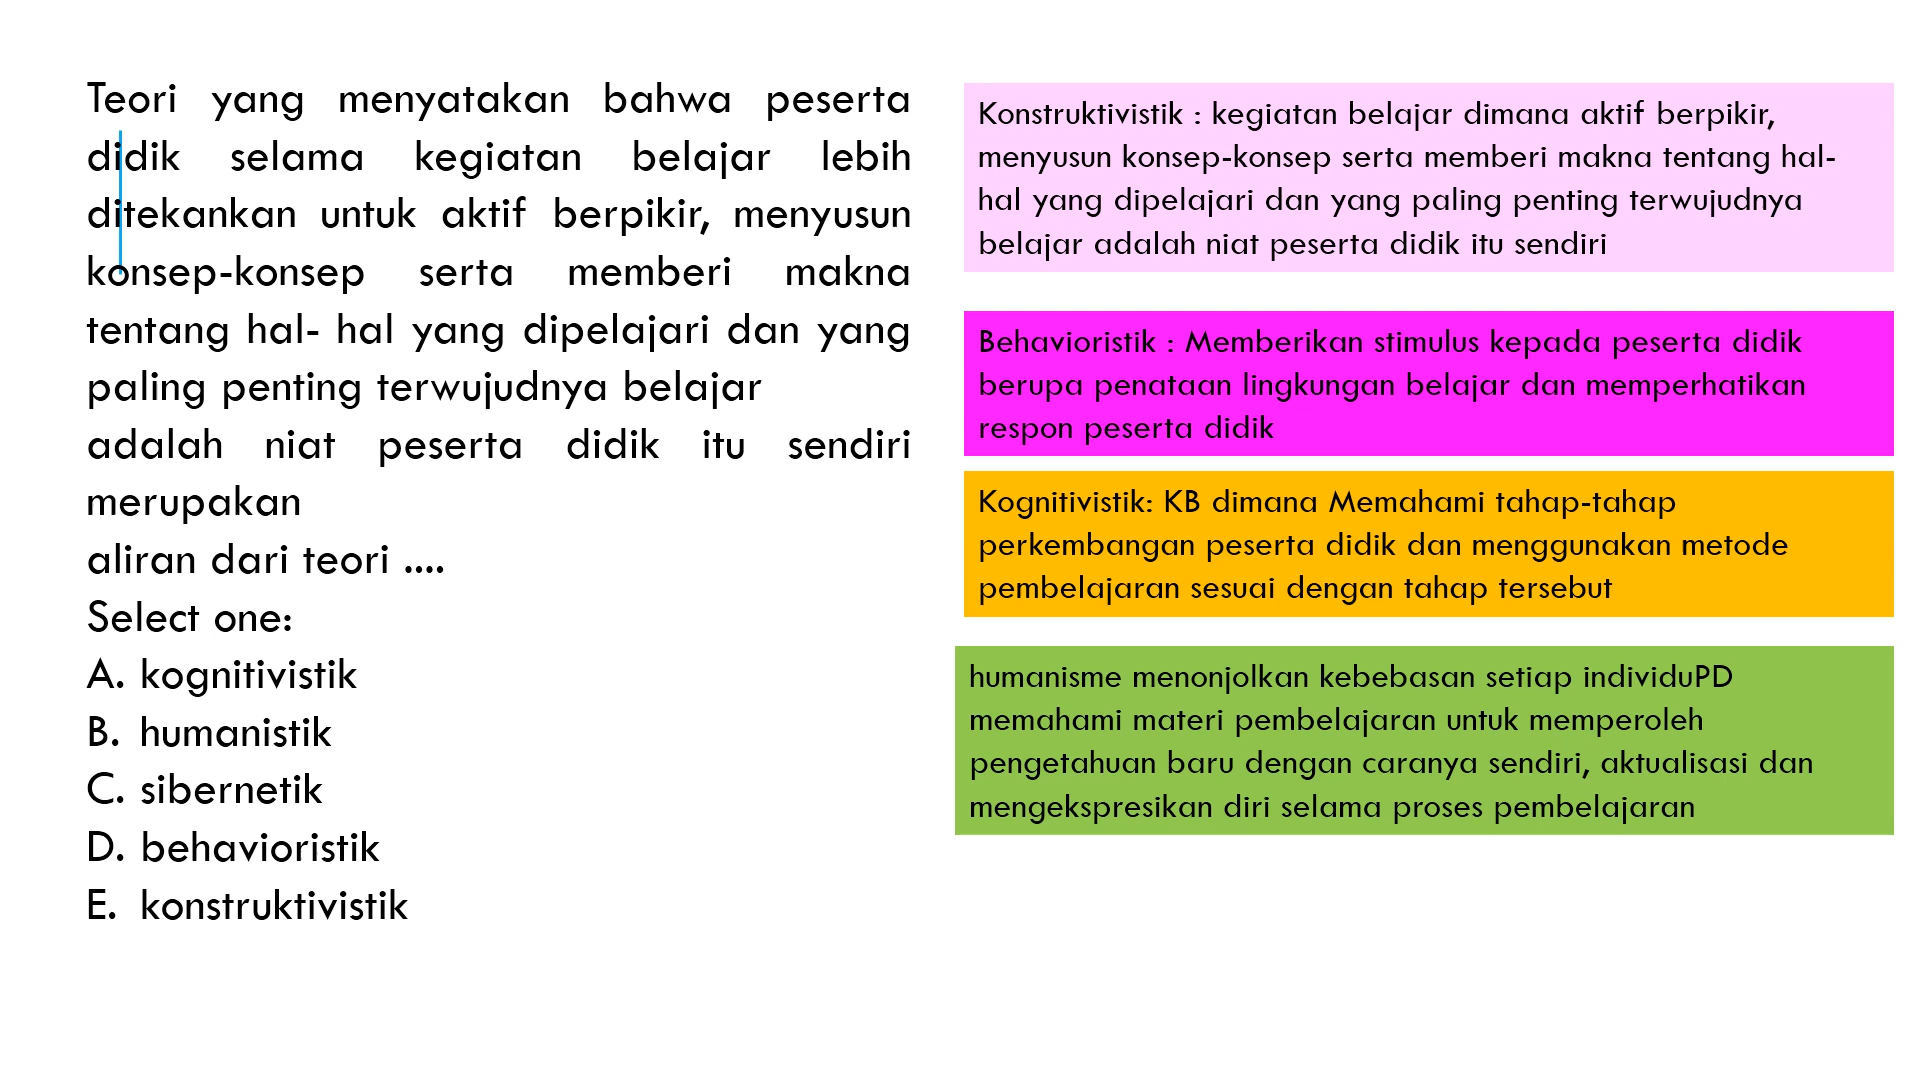 Teori yang menyatakan bahwa peserta
didik selama kegiatan belajar lebih
ditekankan untuk aktif berpikir, menyusun
konsep-konsep serta memberi makna
tentang hal- hal yang dipelajari dan yang
paling penting terwujudnya belajar
adalah niat peserta didik itu sendiri
merupakan
aliran dari teori ....
Select one:
A. kognitivistik
B. humanistik
C. sibernetik
D. behavioristik
E. konstruktivistik
Konstruktivistik : kegiatan belajar dimana aktif berpikir,
menyusun konsep-konsep serta memberi makna tentang hal-
hal yang dipelajari dan yang paling penting terwujudnya
belajar adalah niat peserta didik itu sendiri
Behavioristik : Memberikan stimulus kepada peserta didik
berupa penataan lingkungan belajar dan memperhatikan
respon peserta didik
Kognitivistik: KB dimana Memahami tahap-tahap
perkembangan peserta didik dan menggunakan metode
pembelajaran sesuai dengan tahap tersebut
humanisme menonjolkan kebebasan setiap individuPD
memahami materi pembelajaran untuk memperoleh
pengetahuan baru dengan caranya sendiri, aktualisasi dan
mengekspresikan diri selama proses pembelajaran